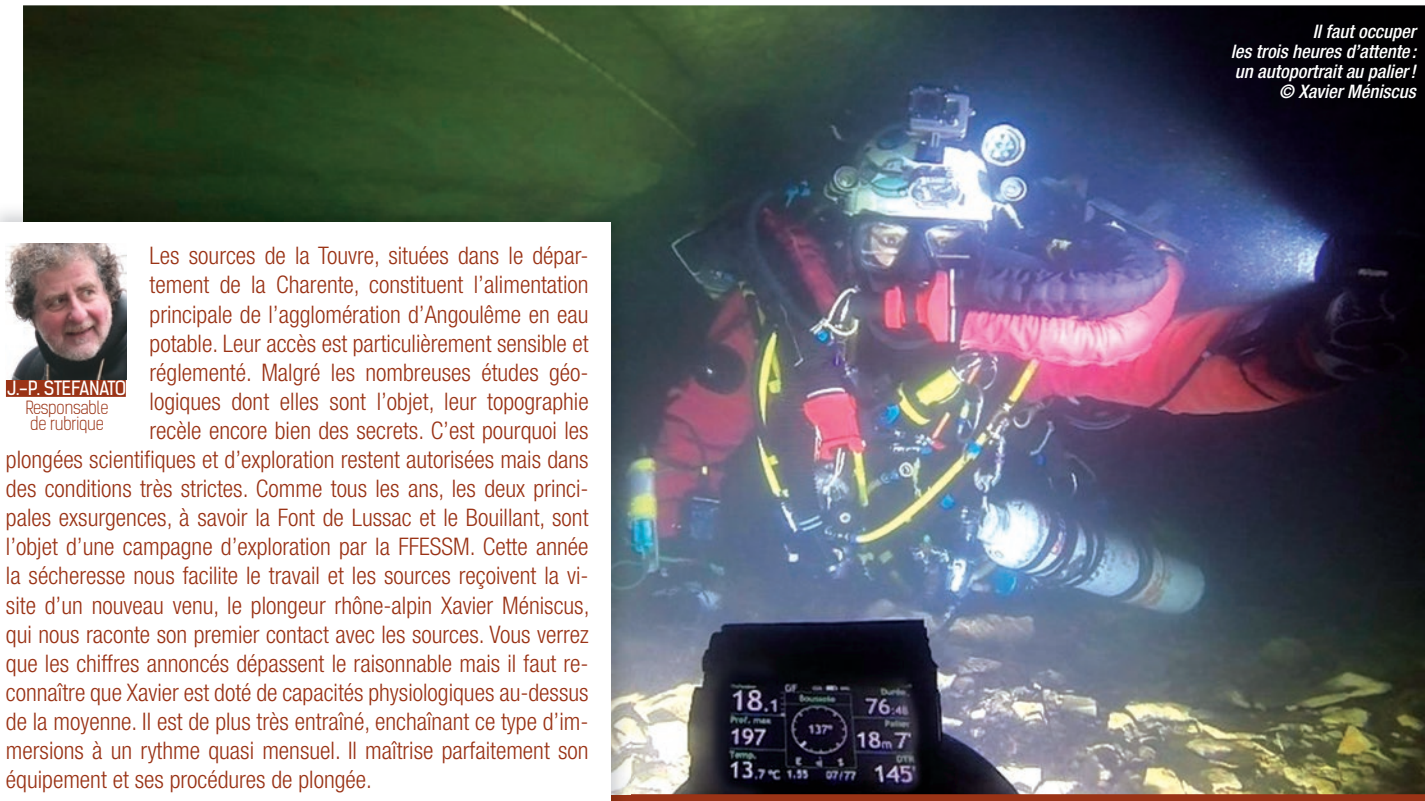 Il faut occuper
les trois heures d'attente :
un autoportrait au palier !
© Xavier Méniscus
J.-P. STEFANATO
Responsable
de rubrique
Les sources de la Touvre, situées dans le dépar-
tement de la Charente, constituent l'alimentation
principale de l'agglomération d'Angoulême en eau
potable. Leur accès est particulièrement sensible et
réglementé. Malgré les nombreuses études géo-
logiques dont elles sont l'objet, leur topographie
recèle encore bien des secrets. C'est pourquoi les
plongées scientifiques et d'exploration restent autorisées mais dans
des conditions très strictes. Comme tous les ans, les deux princi-
pales exsurgences, à savoir la Font de Lussac et le Bouillant, sont
l'objet d'une campagne d'exploration par la FFESSM. Cette année
la sécheresse nous facilite le travail et les sources reçoivent la vi-
site d'un nouveau venu, le plongeur rhône-alpin Xavier Méniscus,
qui nous raconte son premier contact avec les sources. Vous verrez
que les chiffres annoncés dépassent le raisonnable mais il faut re-
connaître que Xavier est doté de capacités physiologiques au-dessus
de la moyenne. Il est de plus très entraîné, enchaînant ce type d'im-
mersions à un rythme quasi mensuel. Il maîtrise parfaitement son
équipement et ses procédures de plongée.
GF
Boussole
Durée
18.1
76:46
Prof. max
137°
Palier
197
18m 7'
Temp.
DTR
13.7°C 1.55 07/77 145'